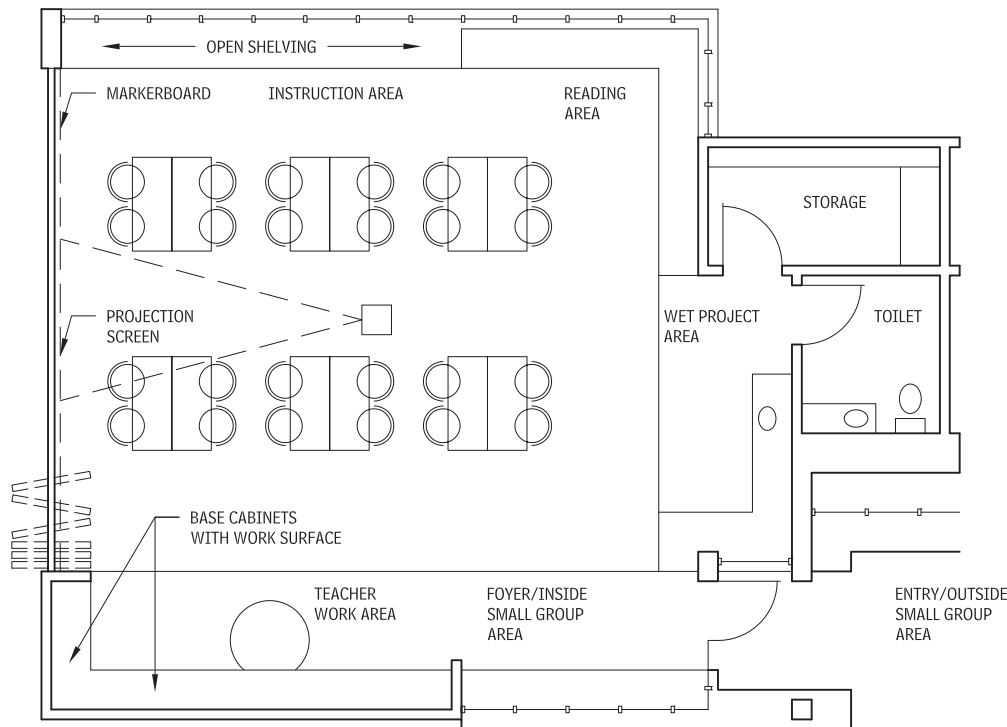 OPEN SHELVING
MARKERBOARD
INSTRUCTION AREA
READING
AREA
STORAGE
PROJECTION
SCREEN
WET PROJECT
AREA
TOILET
BASE CABINETS
WITH WORK SURFACE
TEACHER
WORK AREA
FOYER/INSIDE
SMALL GROUP
AREA
ENTRY/OUTSIDE
SMALL GROUP
AREA